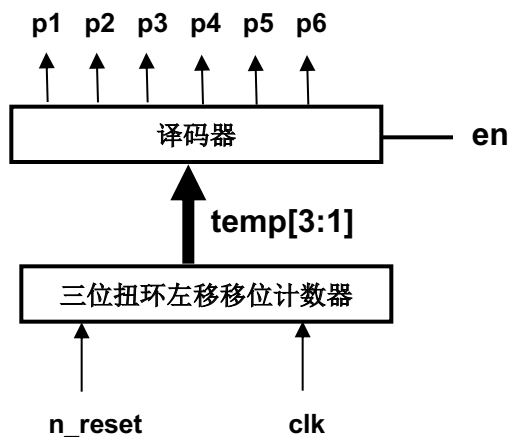 p1 p2 p3 p4 p5 p6
译码器
en
temp[3:1]
三位扭环左移移位计数器
n_reset clk